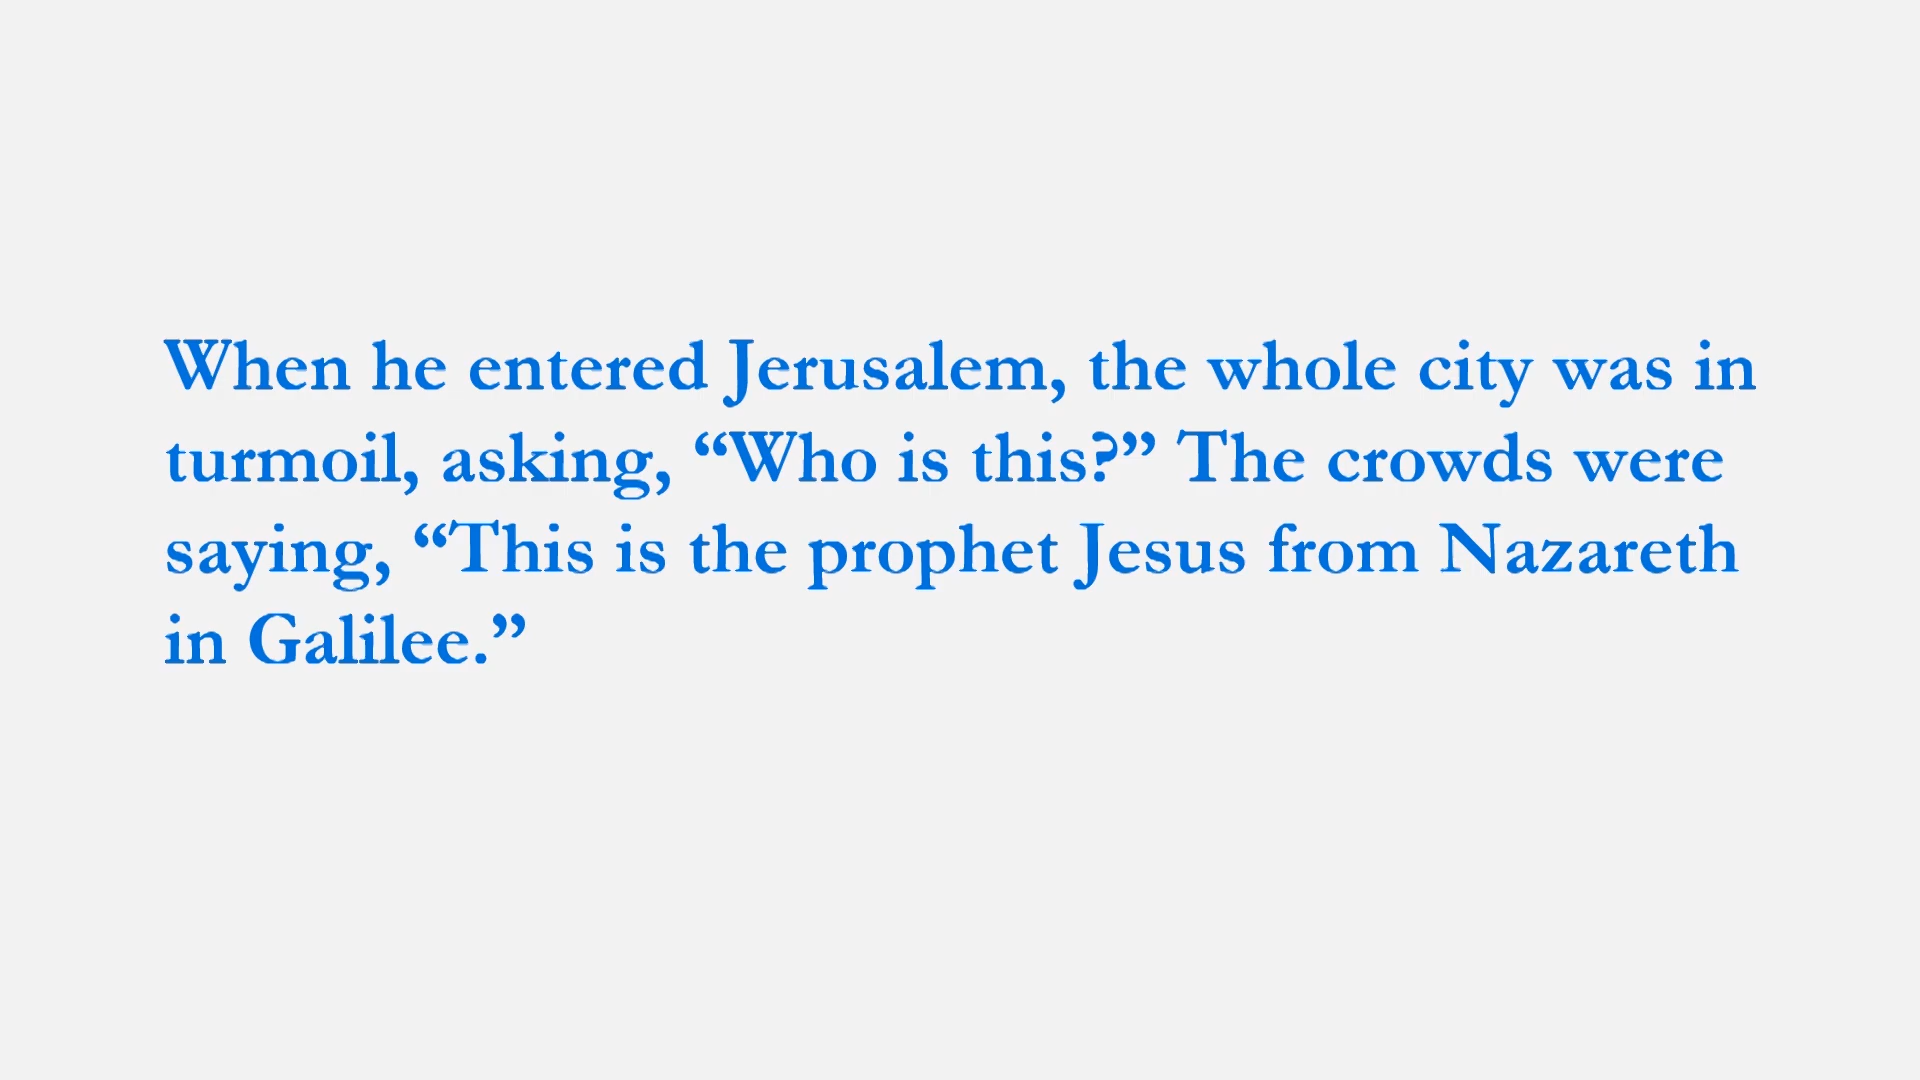 When he entered Jerusalem, the whole city was in
turmoil, asking, “Who is this?” The crowds were
saying, “This is the prophet Jesus from Nazareth
in Galilee.”